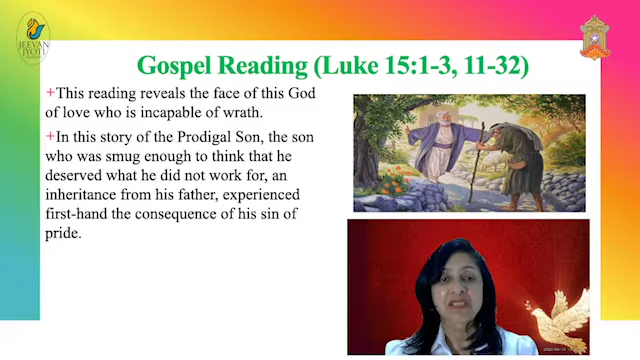 JEEVAN
JYOTI
Gospel Reading (Luke 15:1-3, 11-32)
+This reading reveals the face of this God
of love who is incapable of wrath.
+In this story of the Prodigal Son, the son
who was smug enough to think that he
deserved what he did not work for, an
inheritance from his father, experienced
first-hand the consequence of his sin of
pride.